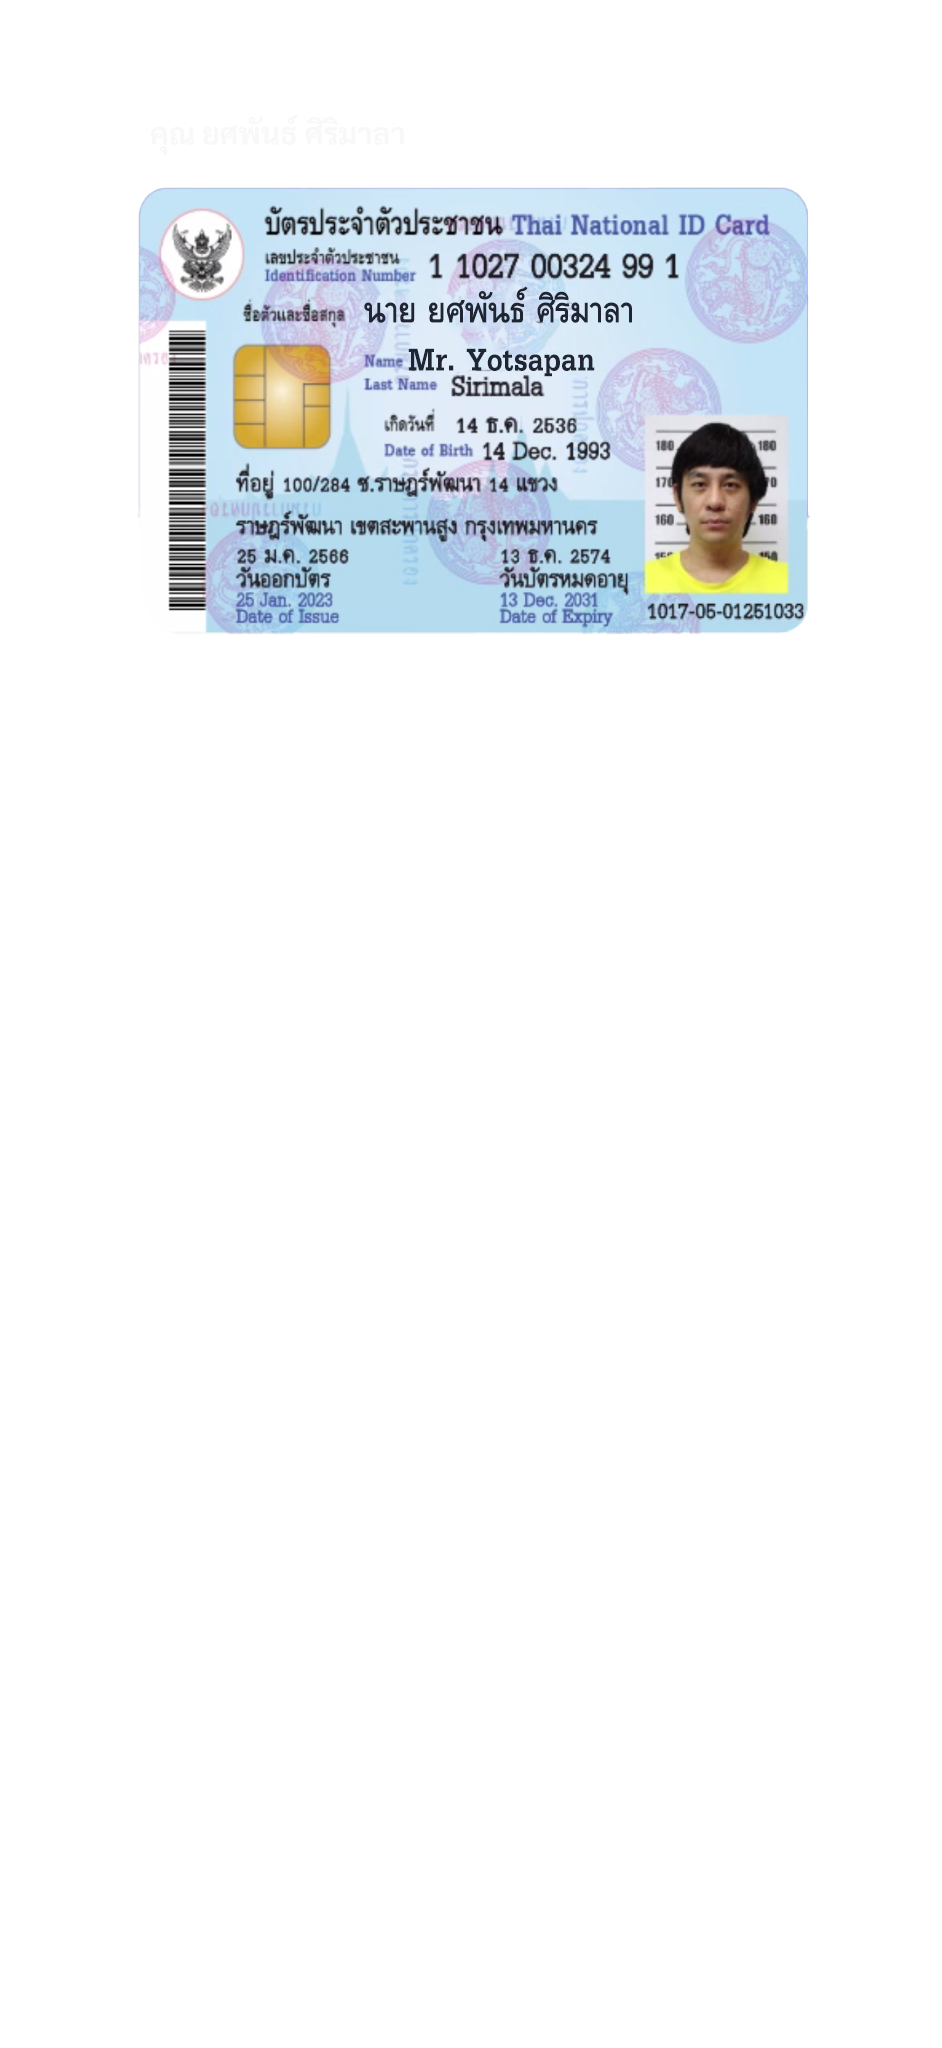 คุณ ยศพันธ์ ศิริมาลา
บัตรประจำตัวประชาชน Thai National ID Card
เลขประจำตัวประชาชน
Identification Number 1 1027 00324 99 1
ชื่อตัวและชื่อสกุล นาย ยศพันธ์ ศิริมาลา
Name Mr. Yotsapan
Last Name Sirimala
เกิดวันที่ 14 ธ.ค. 2536
Date of Birth 14 Dec. 1993
ที่อยู่ 100/284 ซ.ราษฎร์พัฒนา 14 แขวง
ราษฎร์พัฒนา เขตสะพานสูง กรุงเทพมหานคร
25 ม.ค. 2566
วันออกบัตร
25 Jan. 2023
Date of Issue
13 ธ.ค. 2574
วันบัตรหมดอายุ
13 Dec. 2031
Date of Expiry
180 180
170 70
160 160
150 150
1017-05-01251033